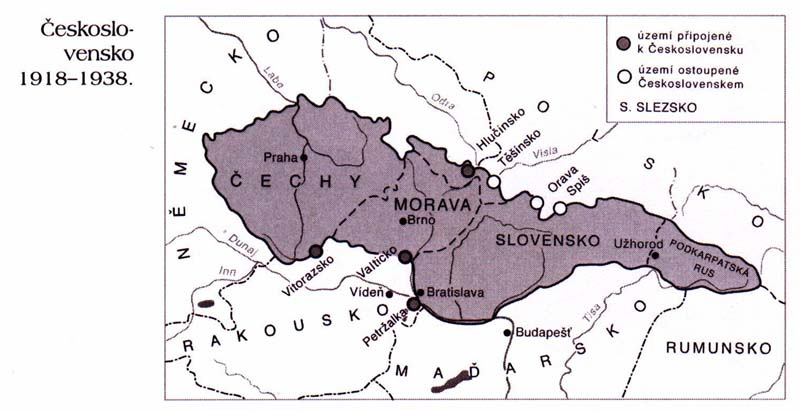 Českoslo-
vensko
1918–1938.
území připojené
k Československu
území ostoupené
Československem
S. SLEZSKO
NĚMECKO
POLSKO
Labe
Odra
Visla
Hlučínsko
Těšínsko
Orava
Spiš
Praha
ČECHY
MORAVA
Brno
SLOVENSKO
Užhorod
PODKARPATSKÁ
RUS
Dunaj
Inn
Vitorazsko
Valticko
Vídeň
Bratislava
Petržalka
Tisa
Budapešť
RAKOUSKO
MAĎARSKO
RUMUNSKO